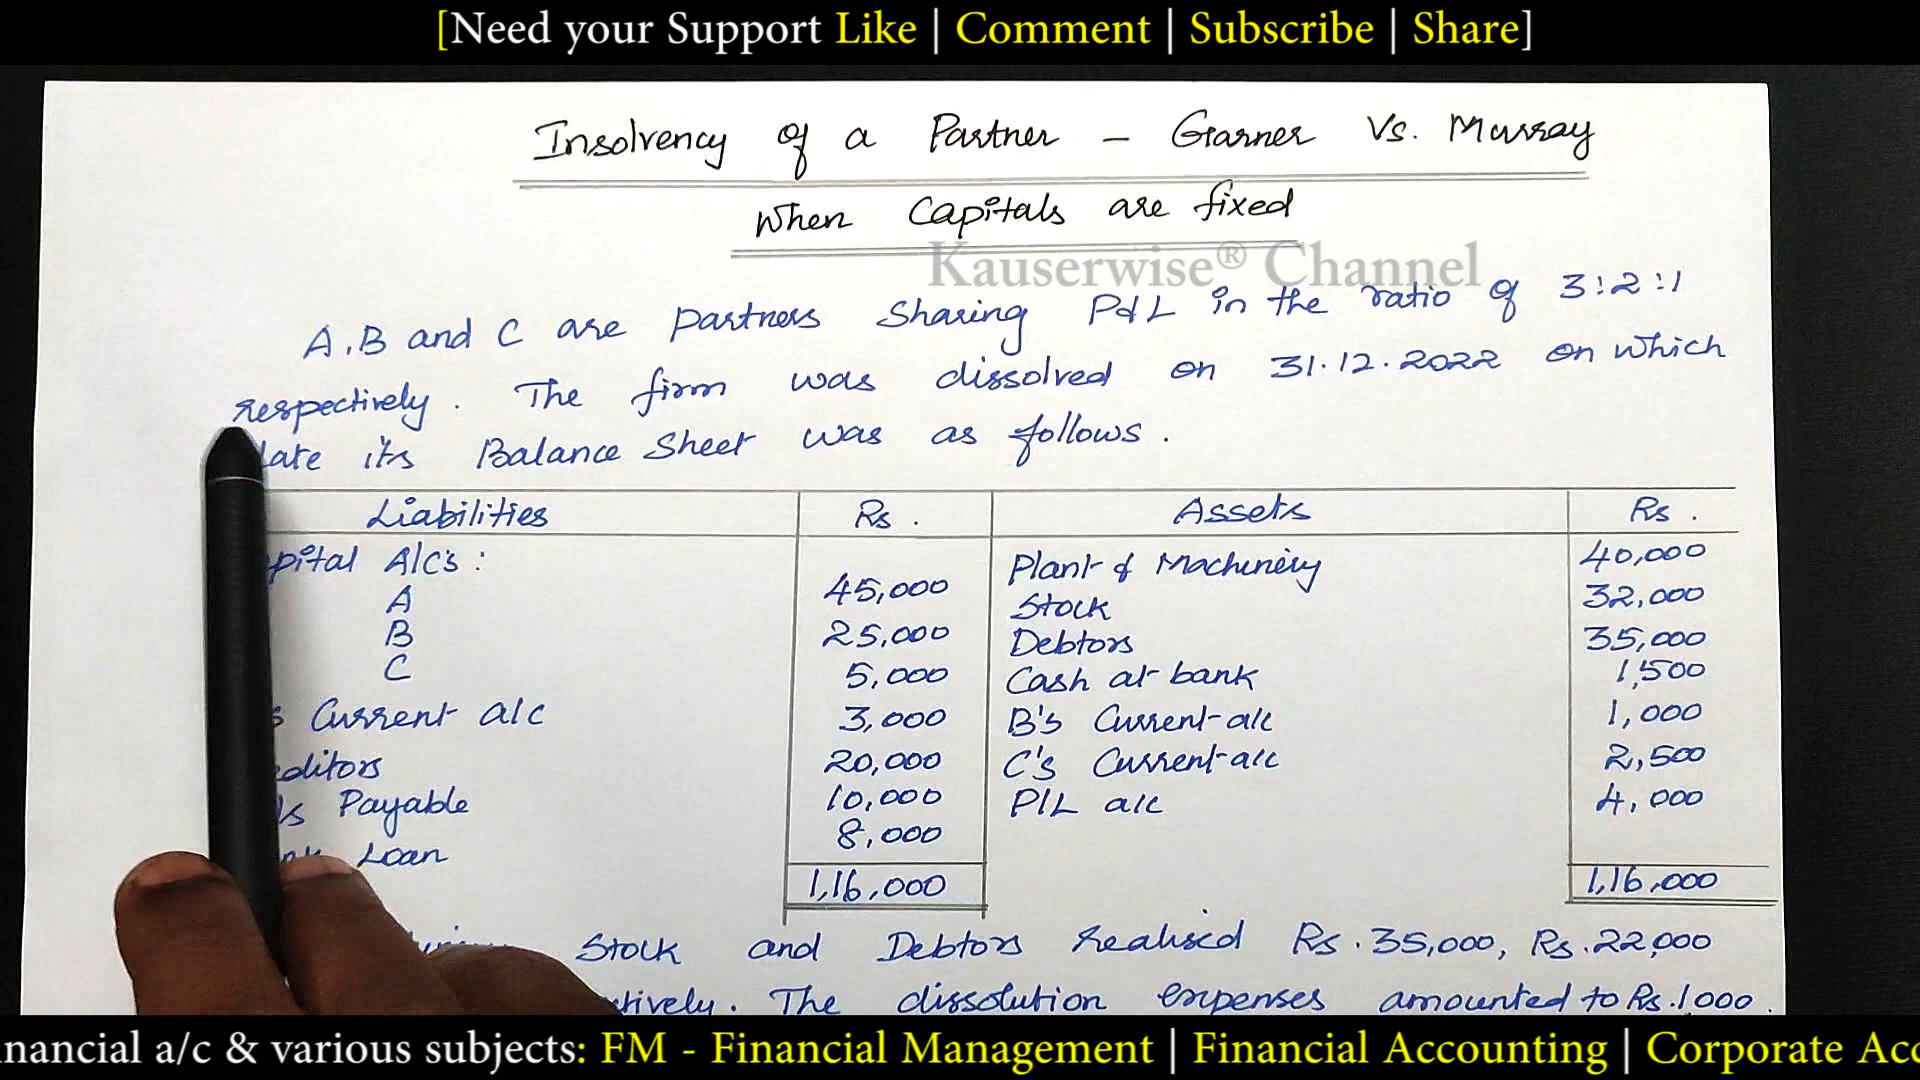 [Need your Support Like | Comment | Subscribe | Share]
Insolvency of a Partner – Garner Vs. Murray
When Capitals are fixed
Kauserwise® Channel
A, B and C are partners Sharing P&L in the ratio of 3:2:1
respectively. The firm was dissolved on 31.12.2022 on which
date its Balance Sheet was as follows.
Liabilities Rs. Assets Rs.
pital A/C's: Plant & Machinery 40,000
A 45,000 Stock 32,000
B 25,000 Debtors 35,000
C 5,000 Cash at bank 1,500
s Current a/c 3,000 B's Current a/c 1,000
editors 20,000 C's Current a/c 2,500
ls Payable 10,000 P/L a/c 4,000
Loan 8,000
1,16,000 1,16,000
Stock and Debtors realised Rs. 35,000, Rs. 22,000
tively. The dissolution expenses amounted to Rs. 1,000.
inancial a/c & various subjects: FM - Financial Management | Financial Accounting | Corporate Acc